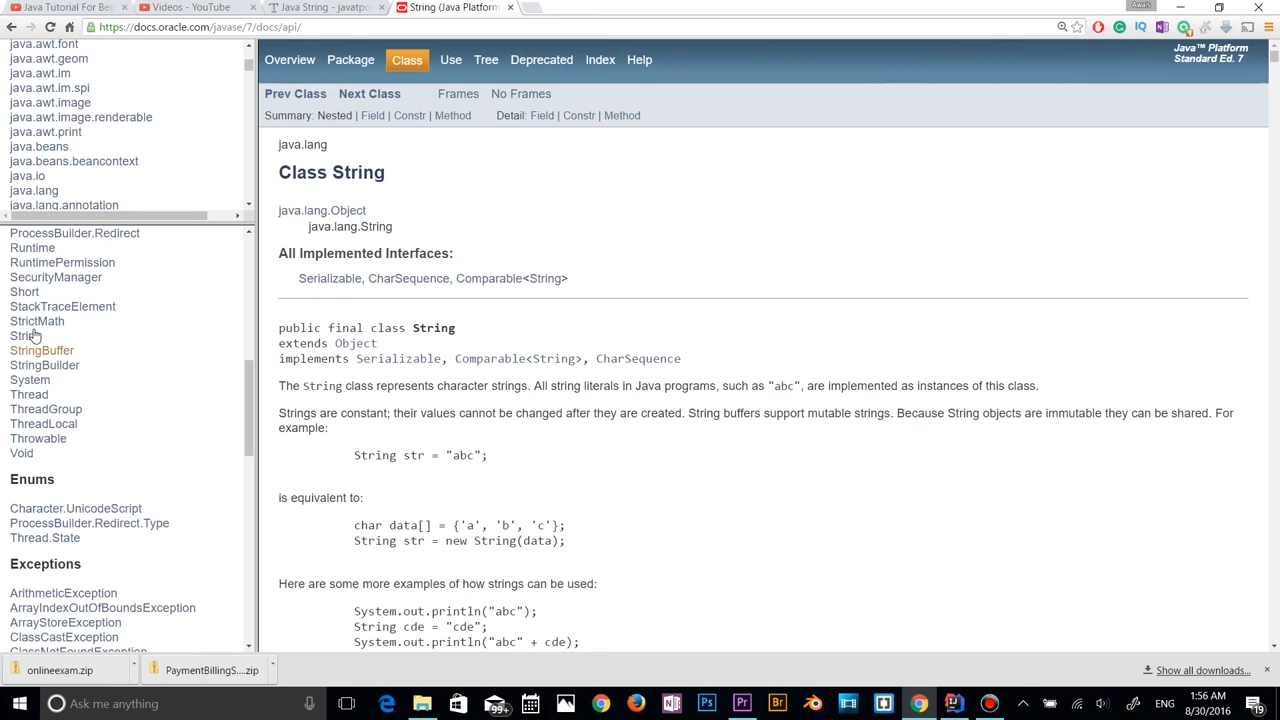 Java Tutorial For Be
Videos - YouTube
Java String - javatpo
String (Java Platform
Awais
https://docs.oracle.com/javase/7/docs/api/
java.awt.font
java.awt.geom
java.awt.im
java.awt.im.spi
java.awt.image
java.awt.image.renderable
java.awt.print
java.beans
java.beans.beancontext
java.io
java.lang
java.lang.annotation
ProcessBuilder.Redirect
Runtime
RuntimePermission
SecurityManager
Short
StackTraceElement
StrictMath
String
StringBuffer
StringBuilder
System
Thread
ThreadGroup
ThreadLocal
Throwable
Void
Enums
Character.UnicodeScript
ProcessBuilder.Redirect.Type
Thread.State
Exceptions
ArithmeticException
ArrayIndexOutOfBoundsException
ArrayStoreException
ClassCastException
ClassNotFoundException
Overview Package Class Use Tree Deprecated Index Help
Java™ Platform
Standard Ed. 7
Prev Class Next Class Frames No Frames
Summary: Nested | Field | Constr | Method Detail: Field | Constr | Method
java.lang
Class String
java.lang.Object
java.lang.String
All Implemented Interfaces:
Serializable, CharSequence, Comparable<String>
public final class String
extends Object
implements Serializable, Comparable<String>, CharSequence
The String class represents character strings. All string literals in Java programs, such as "abc", are implemented as instances of this class.
Strings are constant; their values cannot be changed after they are created. String buffers support mutable strings. Because String objects are immutable they can be shared. For
example:
String str = "abc";
is equivalent to:
char data[] = {'a', 'b', 'c'};
String str = new String(data);
Here are some more examples of how strings can be used:
System.out.println("abc");
String cde = "cde";
System.out.println("abc" + cde);
onlineexam.zip
PaymentBillingS....zip
Show all downloads...
Ask me anything
99+
Ps
Pr
Br
ENG
1:56 AM
8/30/2016
19